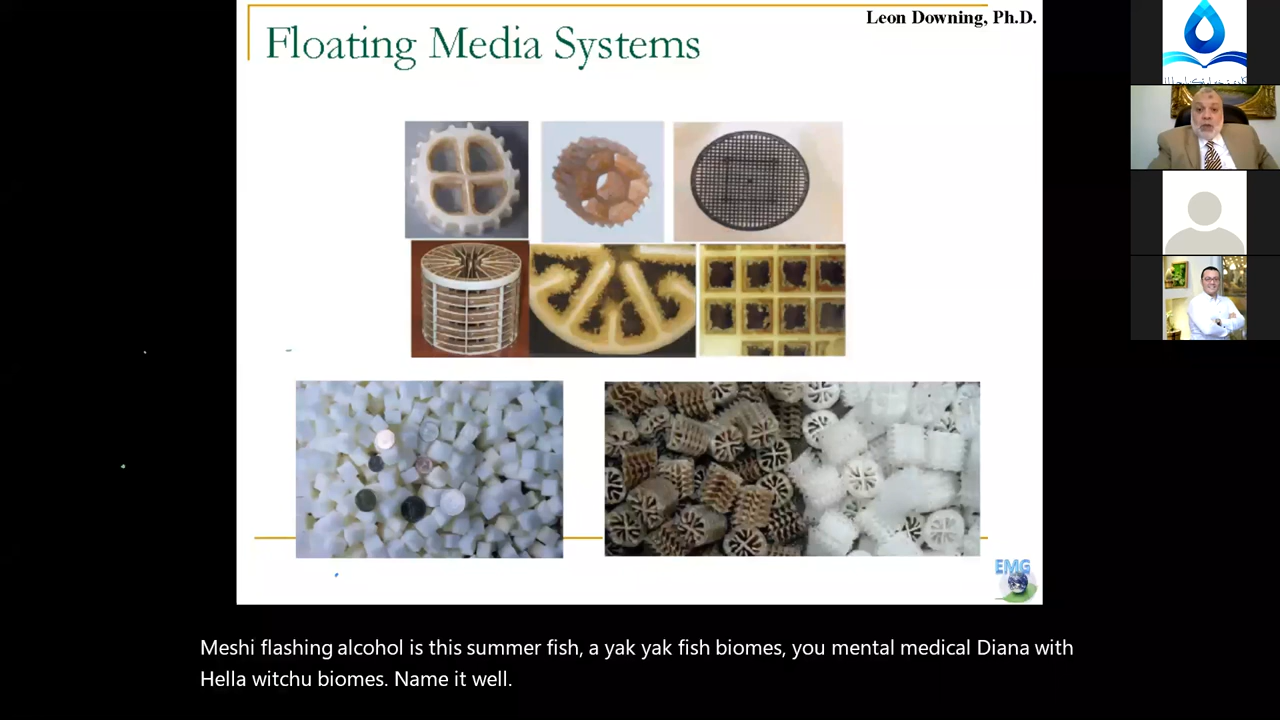 Leon Downing, Ph.D.
Floating Media Systems
EMG
Meshi flashing alcohol is this summer fish, a yak yak fish biomes, you mental medical Diana with
Hella witchu biomes. Name it well.